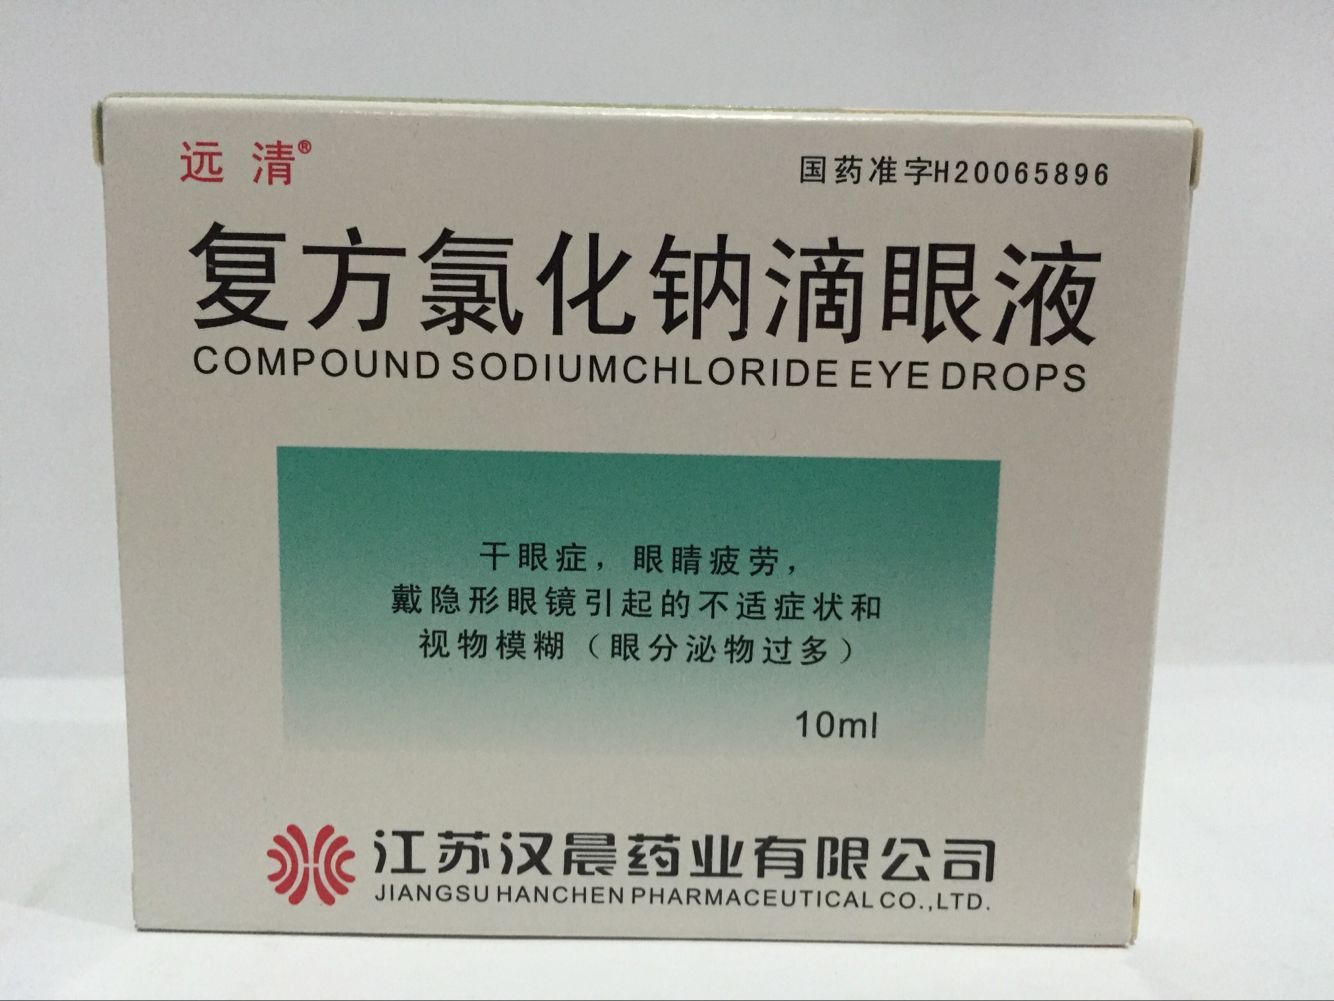 远清®
国药准字H20065896
复方氯化钠滴眼液
COMPOUND SODIUMCHLORIDE EYE DROPS
干眼症，眼睛疲劳，
戴隐形眼镜引起的不适症状和
视物模糊（眼分泌物过多）
10ml
江苏汉晨药业有限公司
JIANGSU HANCHEN PHARMACEUTICAL CO.,LTD.